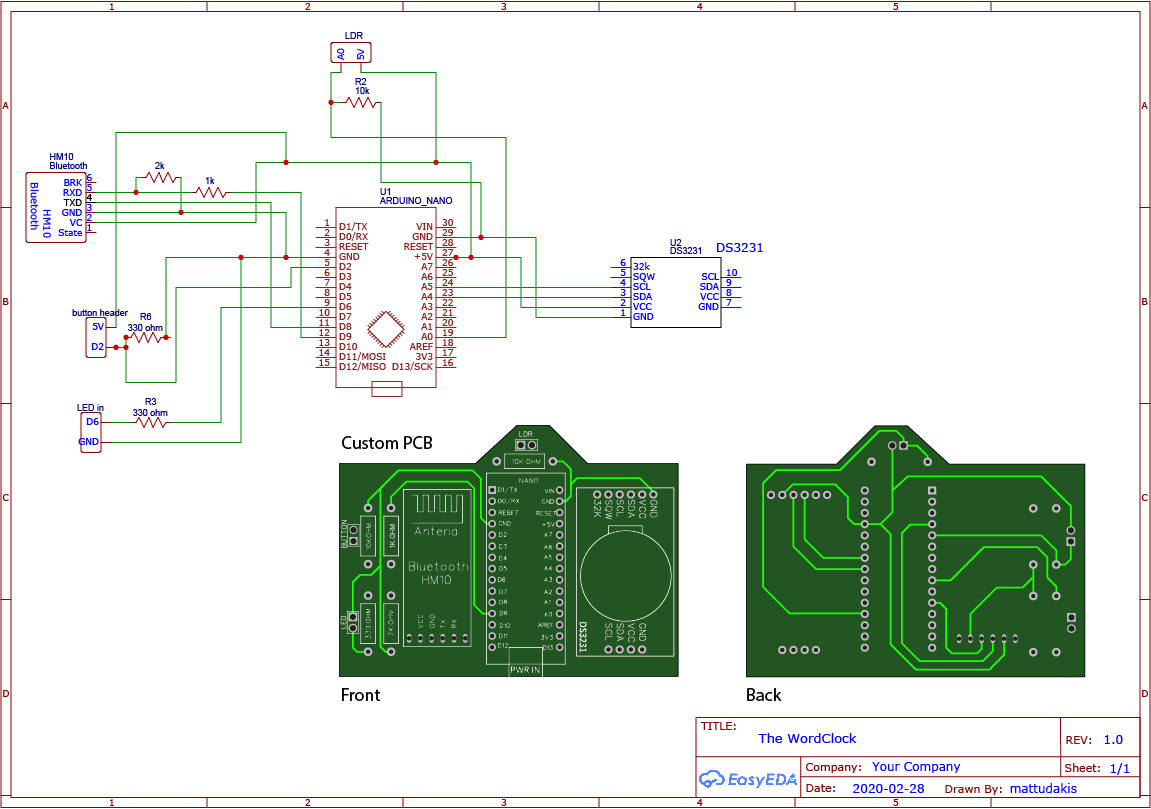 1 2 3 4 5
A
B
C
D
A
B
C
D
LDR
A0 5V
R2
10k
HM10
Bluetooth
Bluetooth
HM10
BRK 6
RXD 5
TXD 4
GND 3
VC 2
State 1
2k
1k
U1
ARDUINO_NANO
1 D1/TX
2 D0/RX
3 RESET
4 GND
5 D2
6 D3
7 D4
8 D5
9 D6
10 D7
11 D8
12 D9
13 D10
14 D11/MOSI
15 D12/MISO
VIN 30
GND 29
RESET 28
+5V 27
A7 26
A6 25
A5 24
A4 23
A3 22
A2 21
A1 20
A0 19
AREF 18
3V3 17
D13/SCK 16
U2
DS3231
DS3231
6 32k
5 SQW
4 SCL
3 SDA
2 VCC
1 GND
SCL 10
SDA 9
VCC 8
GND 7
button header
5V
D2
R6
330 ohm
LED in
D6
GND
R3
330 ohm
Custom PCB
LDR
10K OHM
NANO
D1/TX
D0/RX
RESET
GND
D2
D3
D4
D5
D6
D7
D8
D9
D10
D11
D12
VIN
GND
RESET
+5V
A7
A6
A5
A4
A3
A2
A1
A0
AREF
3V3
D13
PWR IN
BUTTON
10K OHM
1K OHM
LED
330 OHM
2K OHM
Antena
Bluetooth
HM10
VCC
GND
TX
RX
32K
SQW
SCL
SDA
VCC
GND
DS3231
SCL
SDA
VCC
GND
Front
Back
TITLE:
The WordClock
REV: 1.0
EasyEDA
Company: Your Company
Sheet: 1/1
Date: 2020-02-28 Drawn By: mattudakis
1 2 3 4 5